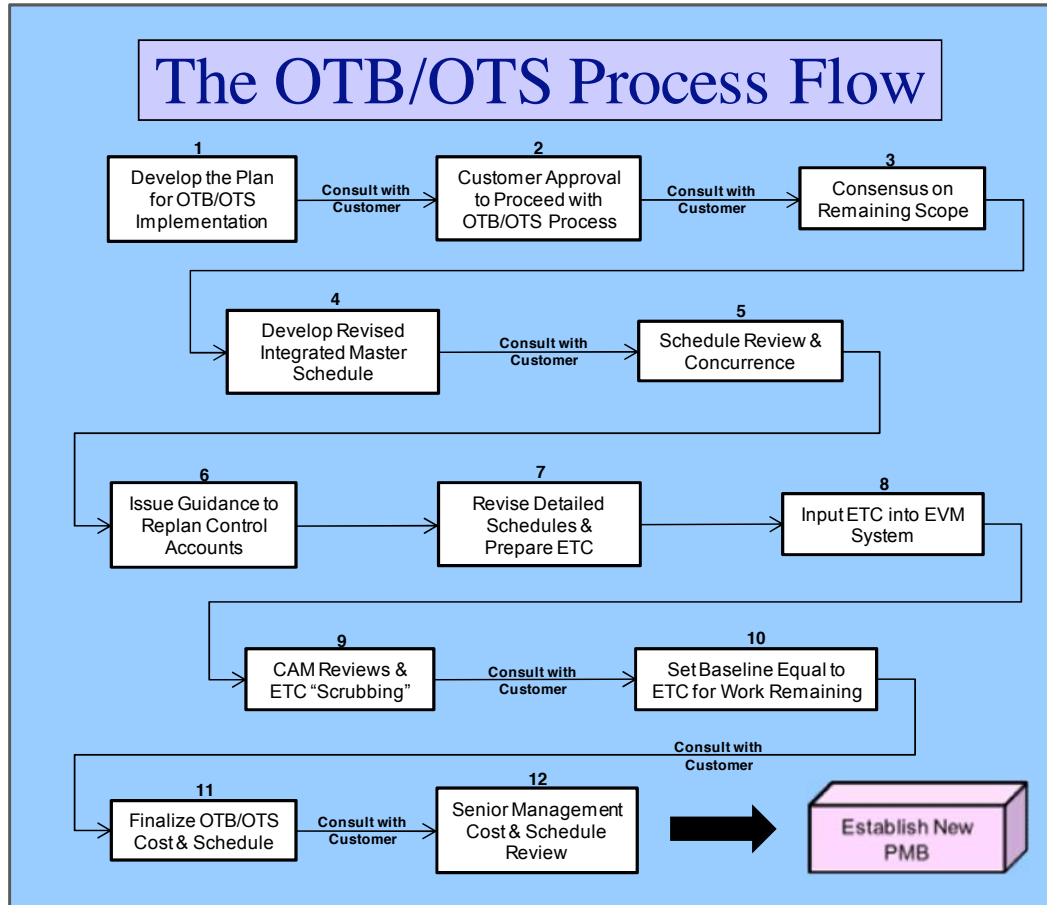 The OTB/OTS Process Flow
1
Develop the Plan
for OTB/OTS
Implementation
Consult with
Customer
2
Customer Approval
to Proceed with
OTB/OTS Process
Consult with
Customer
3
Consensus on
Remaining Scope
4
Develop Revised
Integrated Master
Schedule
Consult with
Customer
5
Schedule Review &
Concurrence
6
Issue Guidance to
Replan Control
Accounts
7
Revise Detailed
Schedules &
Prepare ETC
8
Input ETC into EVM
System
9
CAM Reviews &
ETC “Scrubbing”
Consult with
Customer
10
Set Baseline Equal to
ETC for Work Remaining
Consult with
Customer
11
Finalize OTB/OTS
Cost & Schedule
Consult with
Customer
12
Senior Management
Cost & Schedule
Review
Establish New
PMB